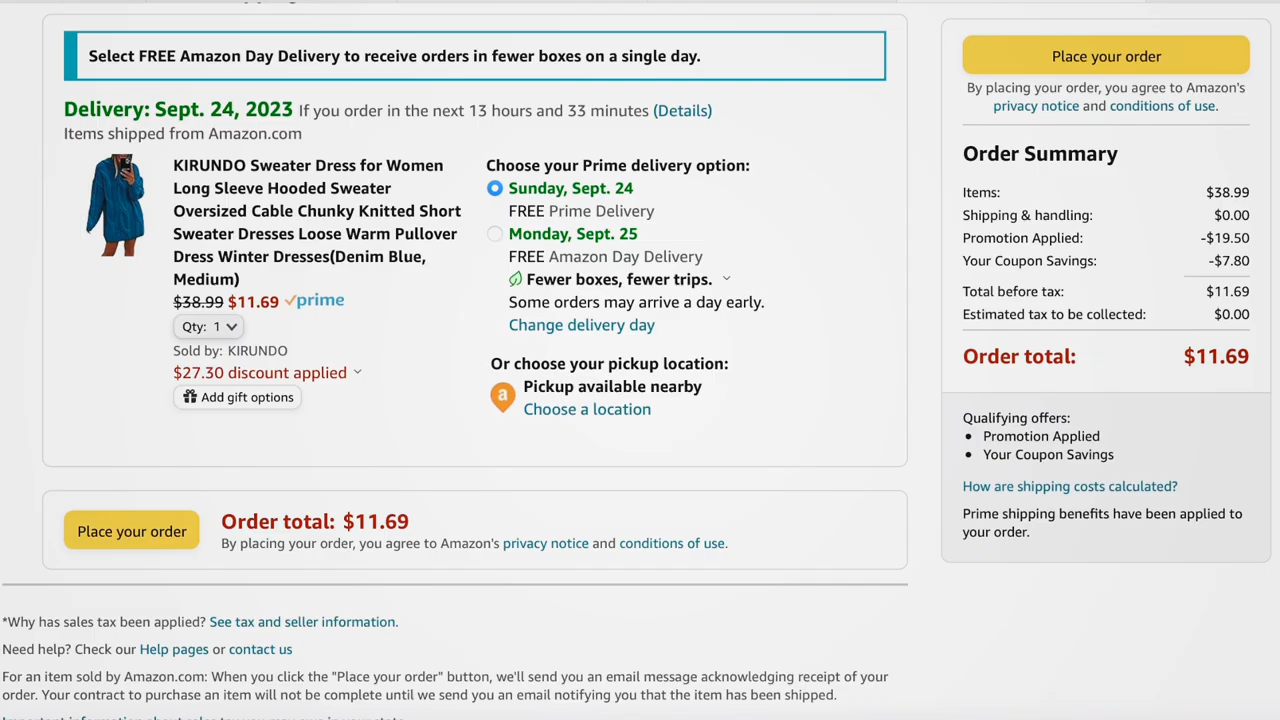 Select FREE Amazon Day Delivery to receive orders in fewer boxes on a single day.
Delivery: Sept. 24, 2023 If you order in the next 13 hours and 33 minutes (Details)
Items shipped from Amazon.com
KIRUNDO Sweater Dress for Women
Long Sleeve Hooded Sweater
Oversized Cable Chunky Knitted Short
Sweater Dresses Loose Warm Pullover
Dress Winter Dresses(Denim Blue,
Medium)
$38.99 $11.69 prime
Qty: 1
Sold by: KIRUNDO
$27.30 discount applied
Add gift options
Choose your Prime delivery option:
Sunday, Sept. 24
FREE Prime Delivery
Monday, Sept. 25
FREE Amazon Day Delivery
Fewer boxes, fewer trips.
Some orders may arrive a day early.
Change delivery day
Or choose your pickup location:
a
Pickup available nearby
Choose a location
Place your order
Order total: $11.69
By placing your order, you agree to Amazon's privacy notice and conditions of use.
Place your order
By placing your order, you agree to Amazon's
privacy notice and conditions of use.
Order Summary
Items: $38.99
Shipping & handling: $0.00
Promotion Applied: -$19.50
Your Coupon Savings: -$7.80
Total before tax: $11.69
Estimated tax to be collected: $0.00
Order total: $11.69
Qualifying offers:
• Promotion Applied
• Your Coupon Savings
How are shipping costs calculated?
Prime shipping benefits have been applied to
your order.
*Why has sales tax been applied? See tax and seller information.
Need help? Check our Help pages or contact us
For an item sold by Amazon.com: When you click the "Place your order" button, we'll send you an email message acknowledging receipt of your
order. Your contract to purchase an item will not be complete until we send you an email notifying you that the item has been shipped.